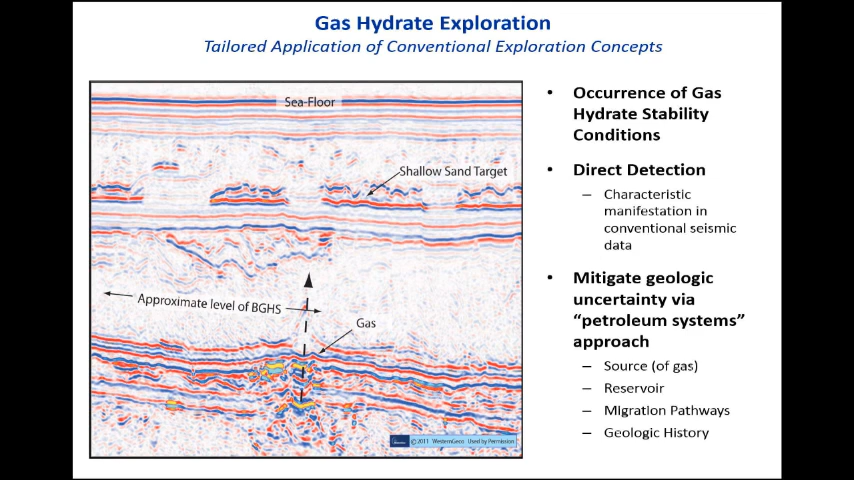 Gas Hydrate Exploration
Tailored Application of Conventional Exploration Concepts
Sea-Floor
Shallow Sand Target
Approximate level of BGHS
Gas
© 2011 WesternGeco Used by Permission
• Occurrence of Gas
Hydrate Stability
Conditions
• Direct Detection
– Characteristic
manifestation in
conventional seismic
data
• Mitigate geologic
uncertainty via
“petroleum systems”
approach
– Source (of gas)
– Reservoir
– Migration Pathways
– Geologic History